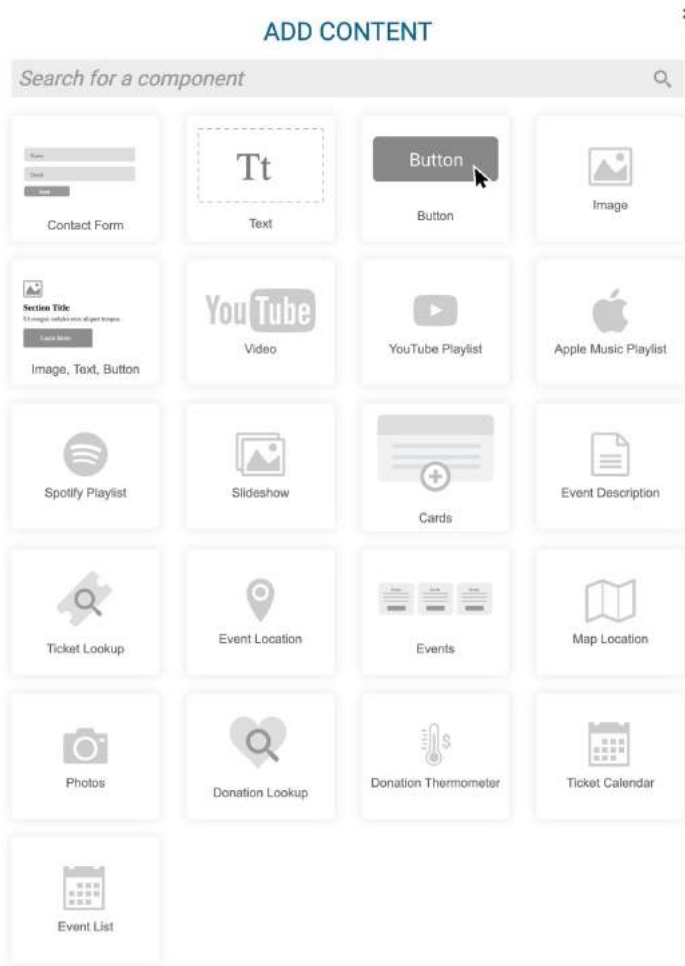 ADD CONTENT
Search for a component
Name
Email
Contact Form
Tt
Text
Button
Button
Image
Section Title
Learn More
Image, Text, Button
YouTube
Video
YouTube Playlist
Apple Music Playlist
Spotify Playlist
Slideshow
Cards
Event Description
Ticket Lookup
Event Location
Events
Map Location
Photos
Donation Lookup
$
Donation Thermometer
Ticket Calendar
Event List